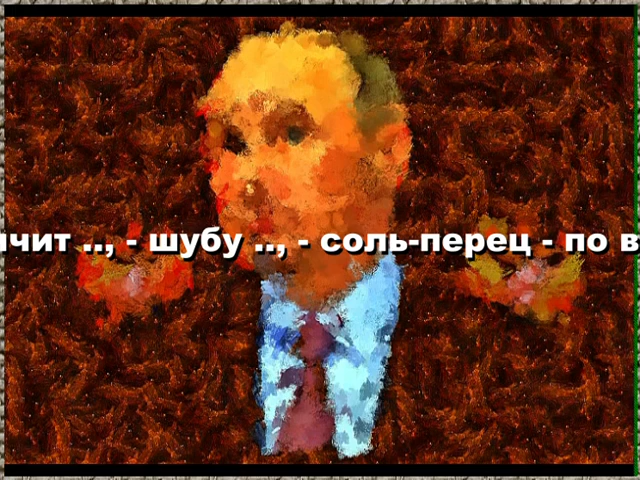 чит .., - шубу .., - соль-перец - по в